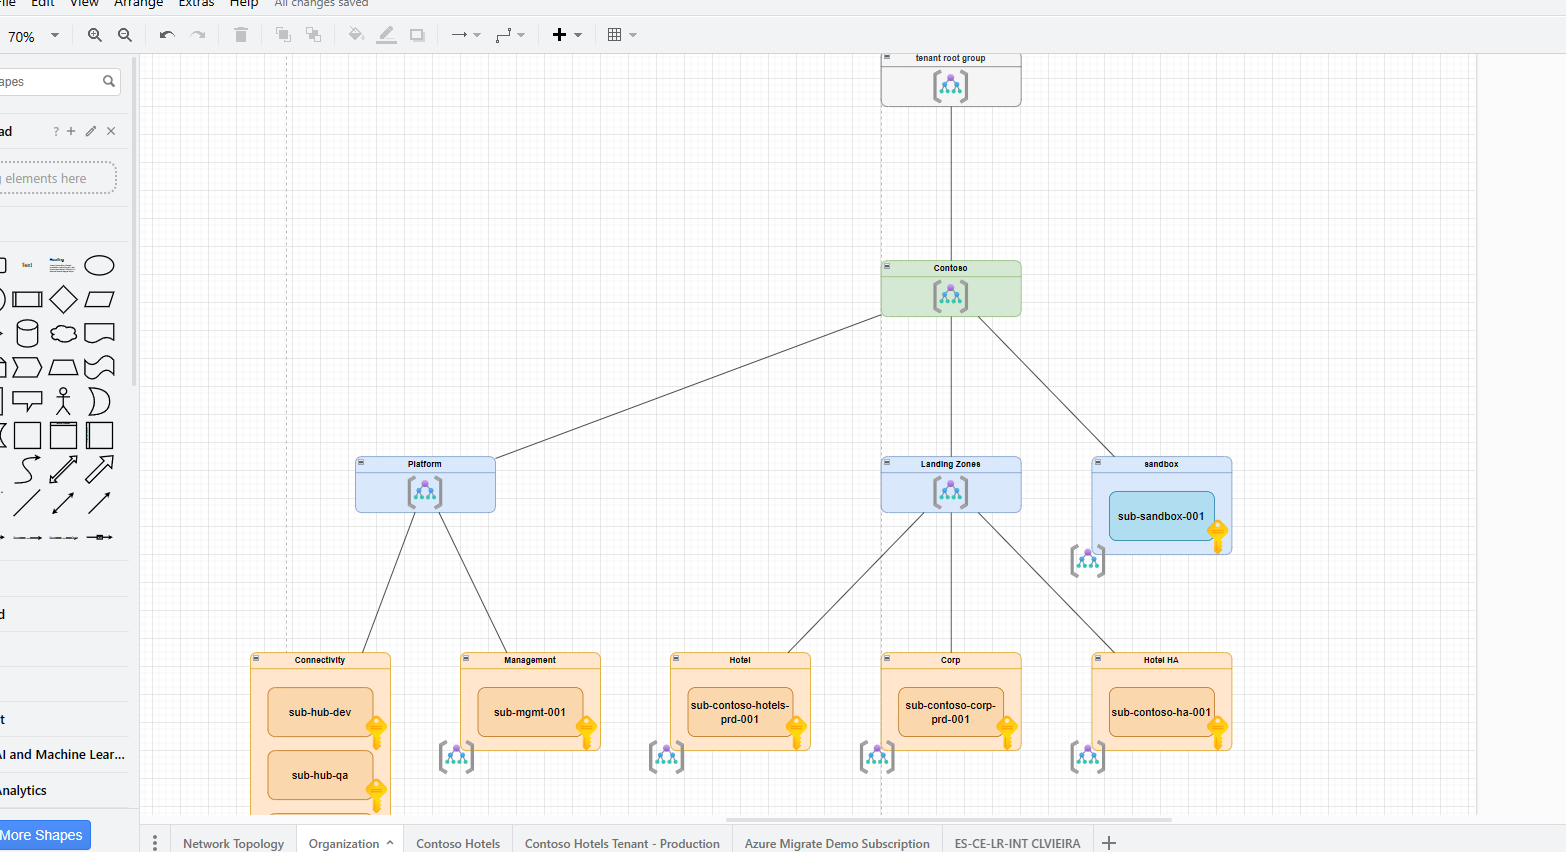 File Edit View Arrange Extras Help All changes saved
70%
apes
ad ? + ✕
g elements here
Text
Heading
d
t
AI and Machine Lear...
Analytics
More Shapes
tenant root group
Contoso
Platform
Landing Zones
sandbox
sub-sandbox-001
Connectivity
Management
Hotel
Corp
Hotel HA
sub-hub-dev
sub-mgmt-001
sub-contoso-hotels-
prd-001
sub-contoso-corp-
prd-001
sub-contoso-ha-001
sub-hub-qa
Network Topology
Organization
Contoso Hotels
Contoso Hotels Tenant - Production
Azure Migrate Demo Subscription
ES-CE-LR-INT CLVIEIRA